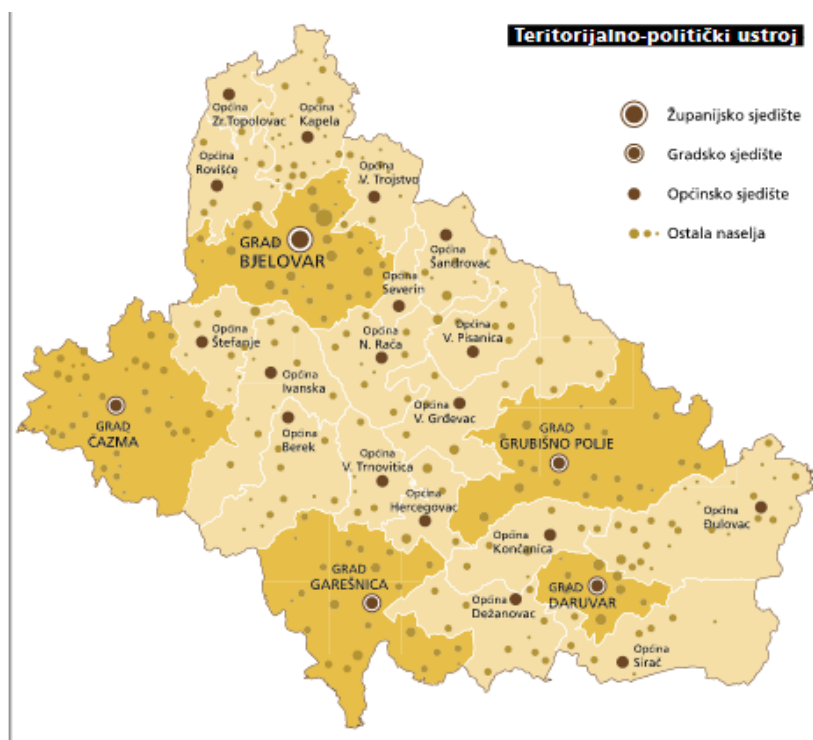 Teritorijalno-politički ustroj
Županijsko sjedište
Gradsko sjedište
Općinsko sjedište
Ostala naselja
Općina
Zr.Topolovac
Općina
Kapela
Općina
Rovišće
Općina
V. Trojstvo
GRAD
BJELOVAR
Općina
Šandrovac
Općina
Severin
Općina
Štefanje
Općina
N. Rača
Općina
V. Pisanica
Općina
Ivanska
GRAD
ČAZMA
Općina
Berek
Općina
V. Grđevac
GRAD
GRUBIŠNO POLJE
Općina
V. Trnovitica
Općina
Hercegovac
Općina
Đulovac
Općina
Končanica
GRAD
GAREŠNICA
GRAD
DARUVAR
Općina
Dežanovac
Općina
Sirač